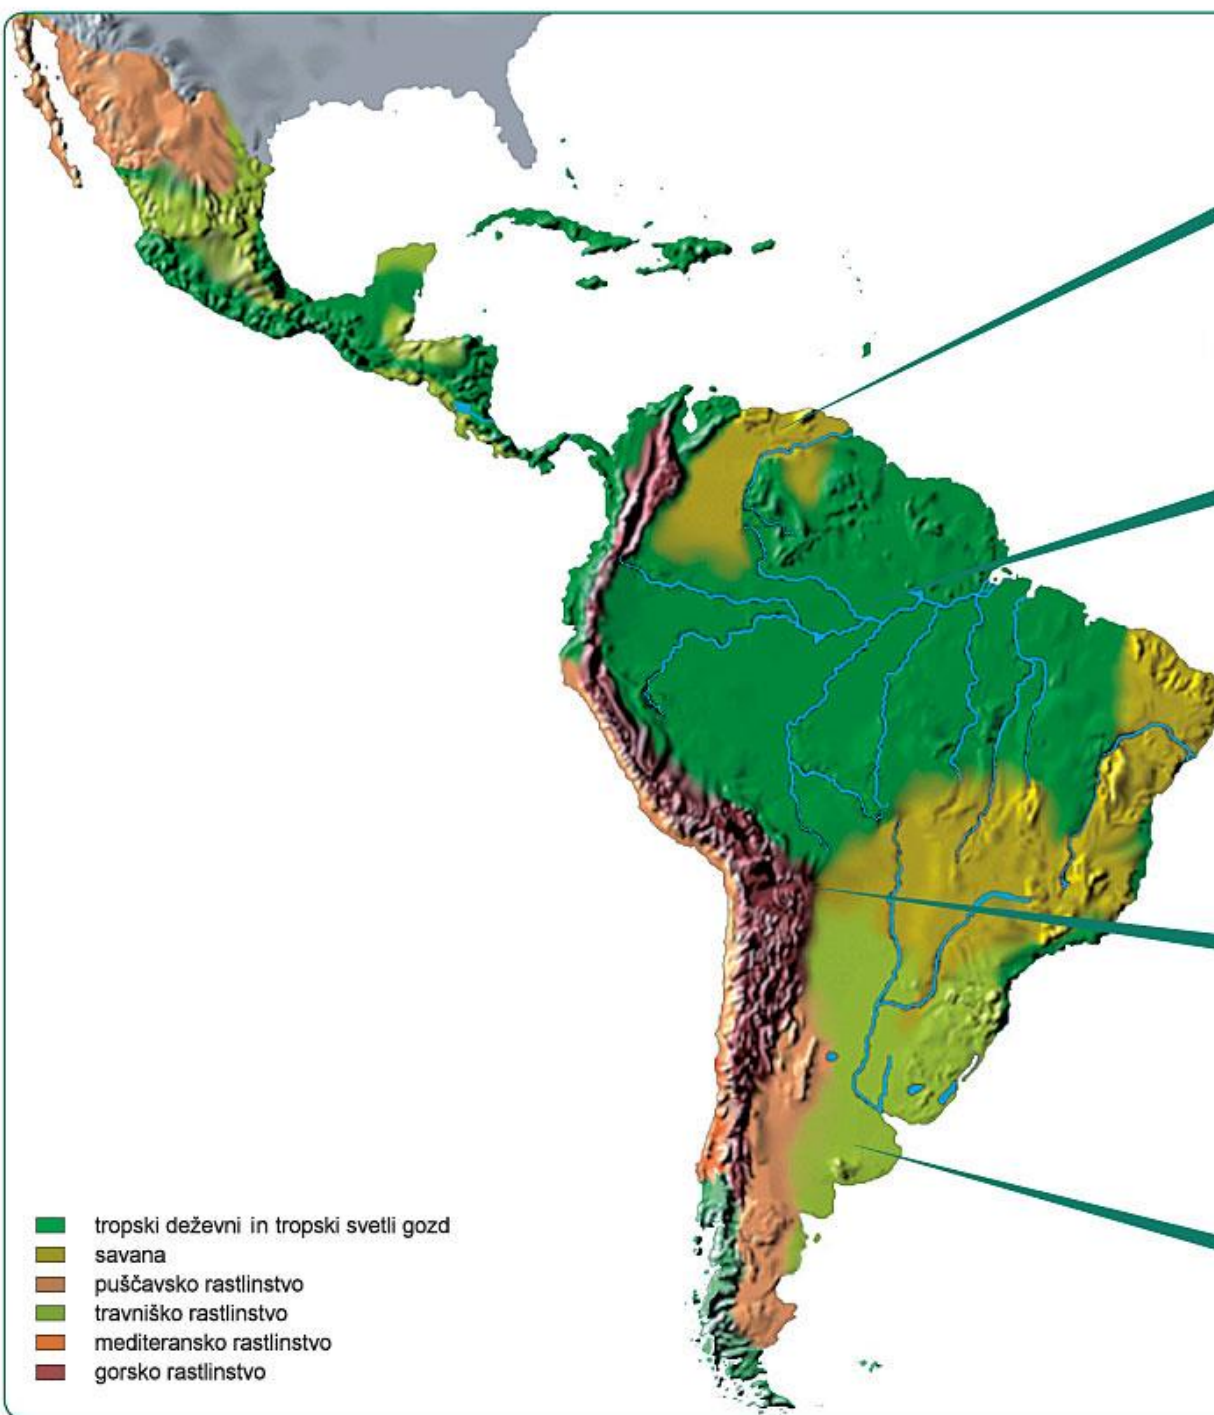 tropski deževni in tropski svetli gozd
savana
puščavsko rastlinstvo
travniško rastlinstvo
mediteransko rastlinstvo
gorsko rastlinstvo